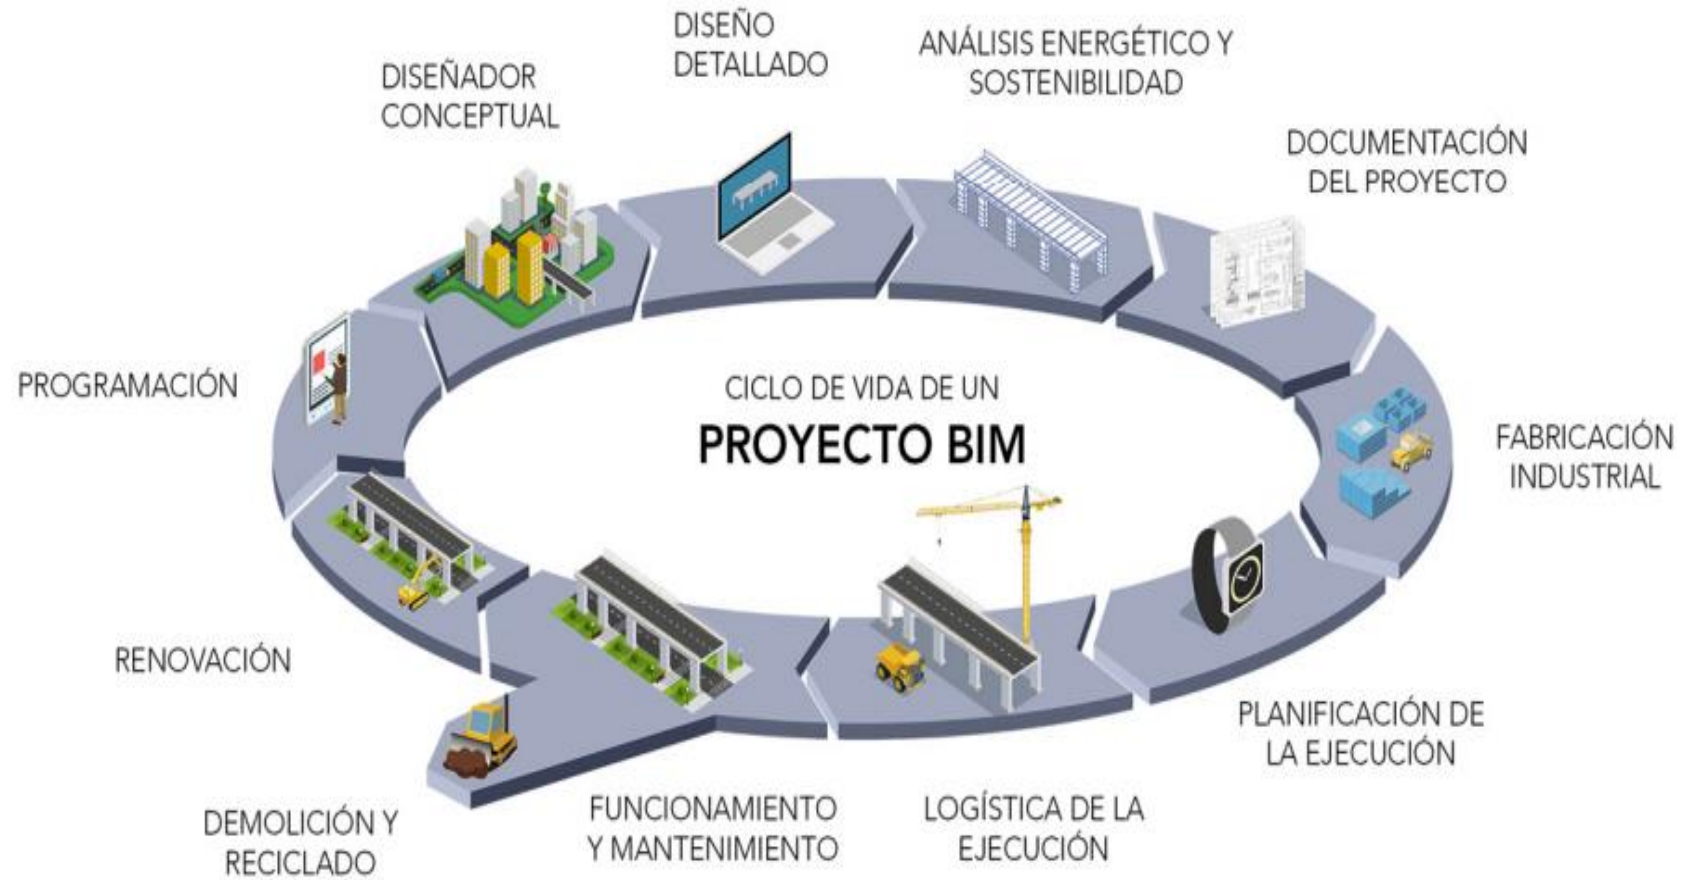 DISEÑO
DETALLADO
ANÁLISIS ENERGÉTICO Y
SOSTENIBILIDAD
DISEÑADOR
CONCEPTUAL
DOCUMENTACIÓN
DEL PROYECTO
PROGRAMACIÓN
CICLO DE VIDA DE UN
PROYECTO BIM
FABRICACIÓN
INDUSTRIAL
RENOVACIÓN
PLANIFICACIÓN DE
LA EJECUCIÓN
DEMOLICIÓN Y
RECICLADO
FUNCIONAMIENTO
Y MANTENIMIENTO
LOGÍSTICA DE LA
EJECUCIÓN